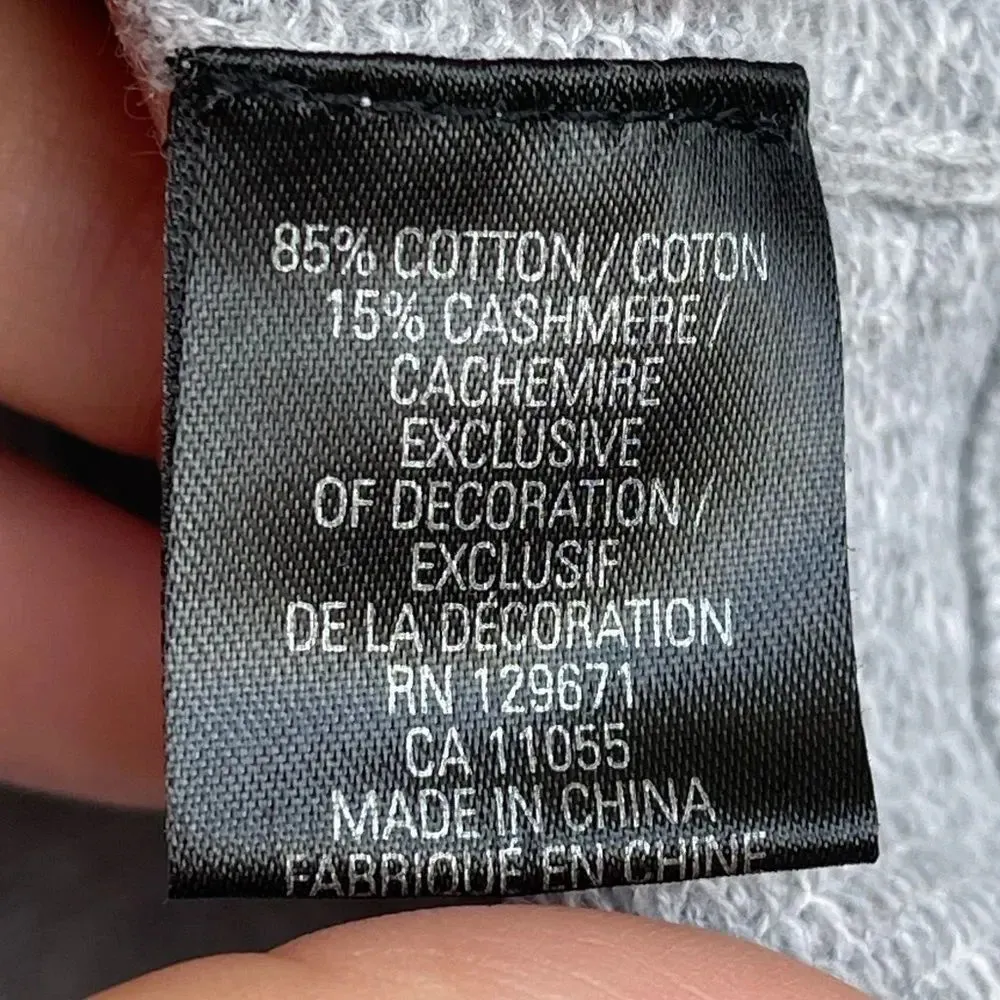 85% COTTON / COTON
15% CASHMERE /
CACHEMIRE
EXCLUSIVE
OF DECORATION /
EXCLUSIF
DE LA DÉCORATION
RN 129671
CA 11055
MADE IN CHINA
FABRIQUÉ EN CHINE